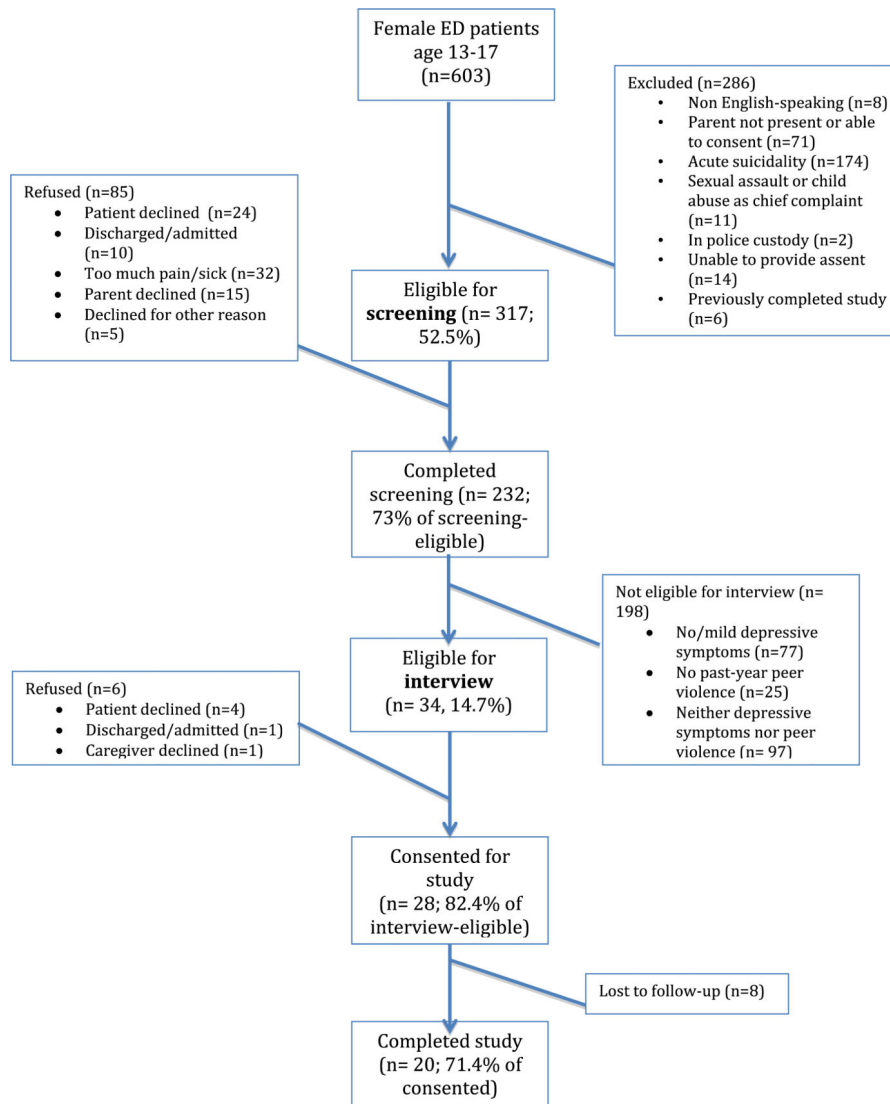 Female ED patients
age 13-17
(n=603)
Excluded (n=286)
• Non English-speaking (n=8)
• Parent not present or able
to consent (n=71)
• Acute suicidality (n=174)
• Sexual assault or child
abuse as chief complaint
(n=11)
• In police custody (n=2)
• Unable to provide assent
(n=14)
• Previously completed study
(n=6)
Refused (n=85)
• Patient declined (n=24)
• Discharged/admitted
(n=10)
• Too much pain/sick (n=32)
• Parent declined (n=15)
• Declined for other reason
(n=5)
Eligible for
screening (n= 317;
52.5%)
Completed
screening (n= 232;
73% of screening-
eligible)
Not eligible for interview (n=
198)
• No/mild depressive
symptoms (n=77)
• No past-year peer
violence (n=25)
• Neither depressive
symptoms nor peer
violence (n= 97)
Eligible for
interview
(n= 34, 14.7%)
Refused (n=6)
• Patient declined (n=4)
• Discharged/admitted (n=1)
• Caregiver declined (n=1)
Consented for
study
(n= 28; 82.4% of
interview-eligible)
Lost to follow-up (n=8)
Completed study
(n= 20; 71.4% of
consented)